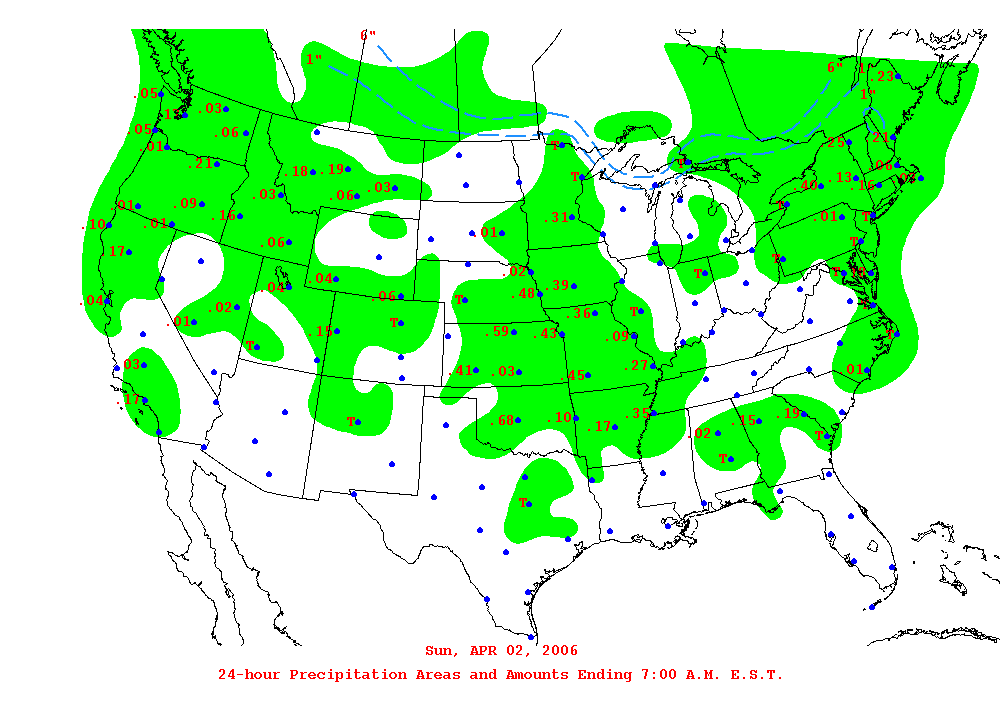 6"
1"
6" 1
.23
1"
.05
.03
.05
.06
.01
.21
T
.25
.21
.18 .19
T
T
.06
.03
.03
.06
.40
.13
.16
.01
.09
.16
T
.10
.01
.31
.01
T
.17
.06
.01
T
T
.04
.02
T
T
.04
.04
.06
T
.48
.39
T
.02
.36
T
.01
.15
T
.59
.43
.09
T
T
.03
.41
.03
.45
.27
.01
.17
T
.68
.10
.17
.35
.02
.15
.19
T
T
T
Sun, APR 02, 2006
24-hour Precipitation Areas and Amounts Ending 7:00 A.M. E.S.T.